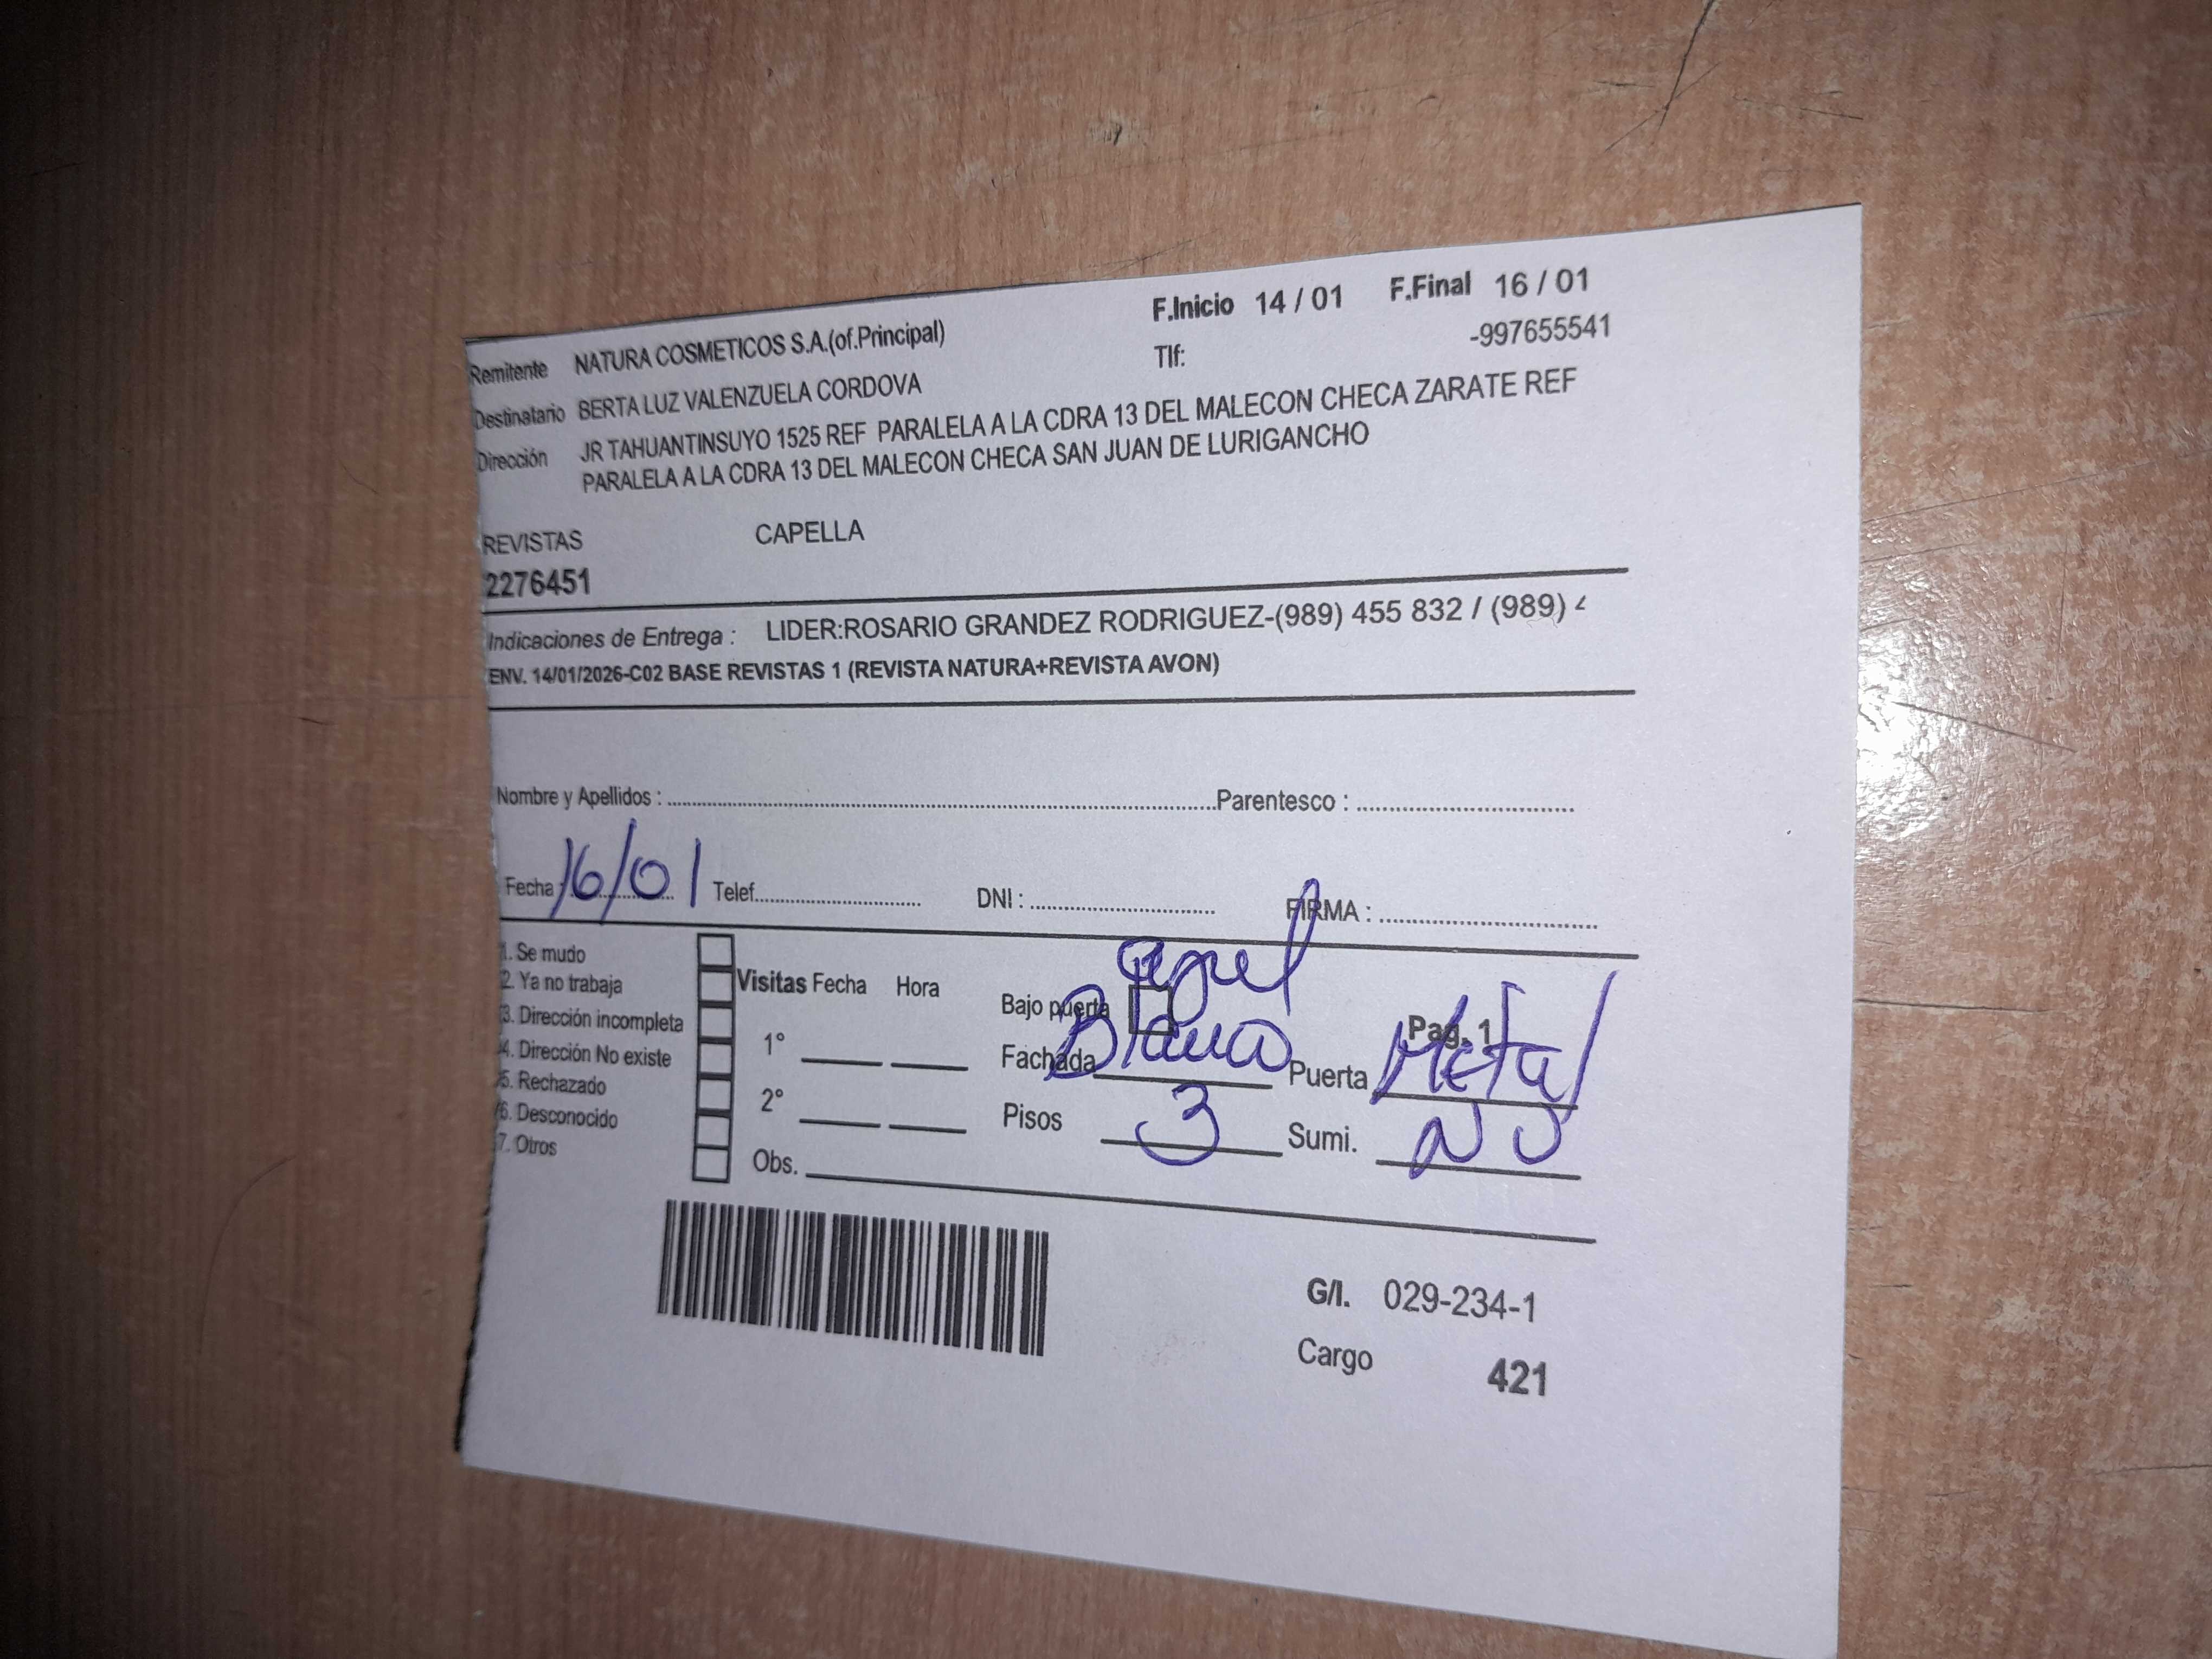 F.Inicio 14 / 01 F.Final 16 / 01
Remitente NATURA COSMETICOS S.A.(of.Principal) Tlf: -997655541
Destinatario BERTA LUZ VALENZUELA CORDOVA
Dirección JR TAHUANTINSUYO 1525 REF PARALELA A LA CDRA 13 DEL MALECON CHECA ZARATE REF
PARALELA A LA CDRA 13 DEL MALECON CHECA SAN JUAN DE LURIGANCHO
REVISTAS CAPELLA
2276451
Indicaciones de Entrega : LIDER:ROSARIO GRANDEZ RODRIGUEZ-(989) 455 832 / (989)
ENV. 14/01/2026-C02 BASE REVISTAS 1 (REVISTA NATURA+REVISTA AVON)
Nombre y Apellidos : Parentesco :
Fecha 16/01 Telef. DNI : FIRMA :
1. Se mudo
2. Ya no trabaja
3. Dirección incompleta
4. Dirección No existe
5. Rechazado
6. Desconocido
7. Otros
Visitas Fecha Hora
1°
2°
Obs.
Bajo puerta Pag. 1
Fachada Blanco Puerta Metal
Pisos 3 Sumi. NO
G/I. 029-234-1
Cargo 421